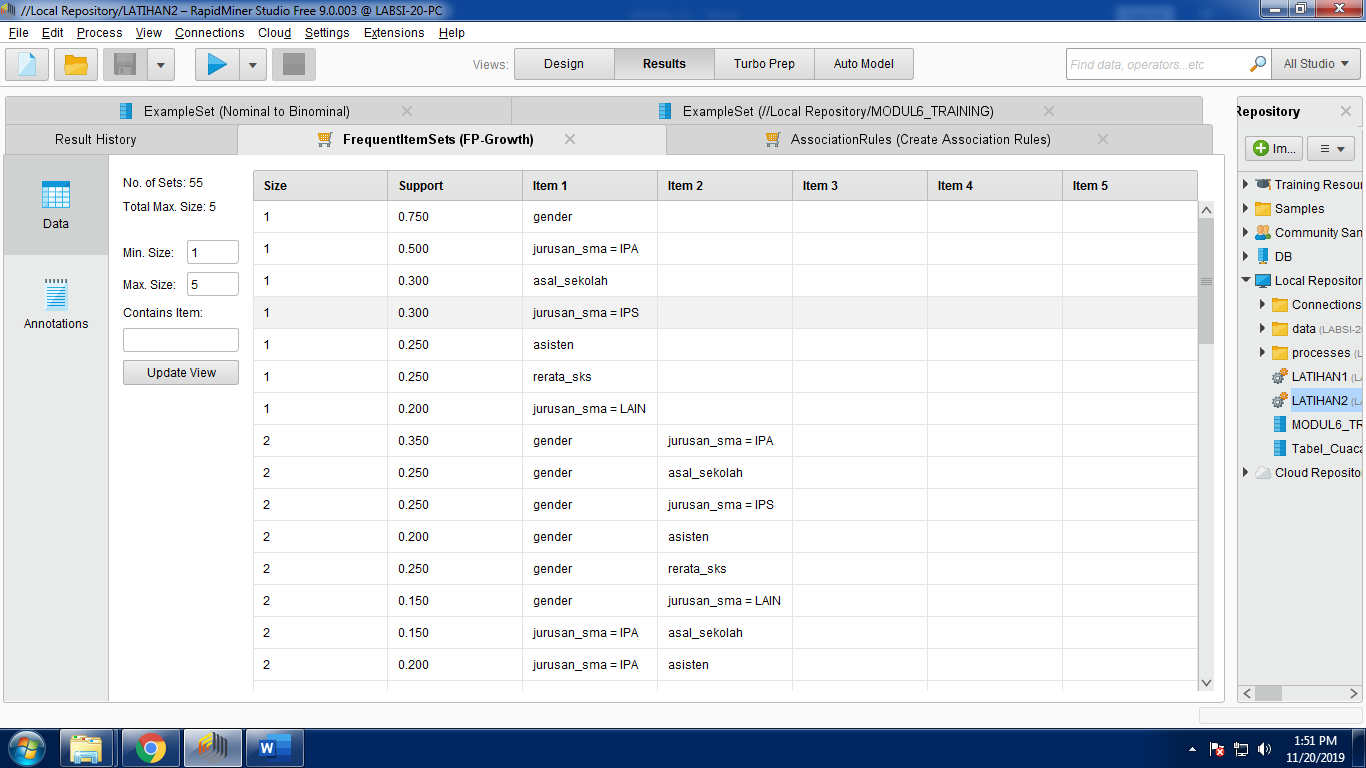 //Local Repository/LATIHAN2 – RapidMiner Studio Free 9.0.003 @ LABSI-20-PC
File Edit Process View Connections Cloud Settings Extensions Help
Views: Design Results Turbo Prep Auto Model Find data, operators...etc All Studio
ExampleSet (Nominal to Binominal) ExampleSet (//Local Repository/MODUL6_TRAINING)
Result History FrequentItemSets (FP-Growth) AssociationRules (Create Association Rules)
Data
Annotations
No. of Sets: 55
Total Max. Size: 5
Min. Size: 1
Max. Size: 5
Contains Item:
Update View
Size Support Item 1 Item 2 Item 3 Item 4 Item 5
1 0.750 gender
1 0.500 jurusan_sma = IPA
1 0.300 asal_sekolah
1 0.300 jurusan_sma = IPS
1 0.250 asisten
1 0.250 rerata_sks
1 0.200 jurusan_sma = LAIN
2 0.350 gender jurusan_sma = IPA
2 0.250 gender asal_sekolah
2 0.250 gender jurusan_sma = IPS
2 0.200 gender asisten
2 0.250 gender rerata_sks
2 0.150 gender jurusan_sma = LAIN
2 0.150 jurusan_sma = IPA asal_sekolah
2 0.200 jurusan_sma = IPA asisten
Repository
Im...
Training Resou
Samples
Community Sam
DB
Local Repositor
Connections
data (LABSI-2
processes (L
LATIHAN1 (LA
LATIHAN2 (LA
MODUL6_TR
Tabel_Cuaca
Cloud Reposito
1:51 PM
11/20/2019